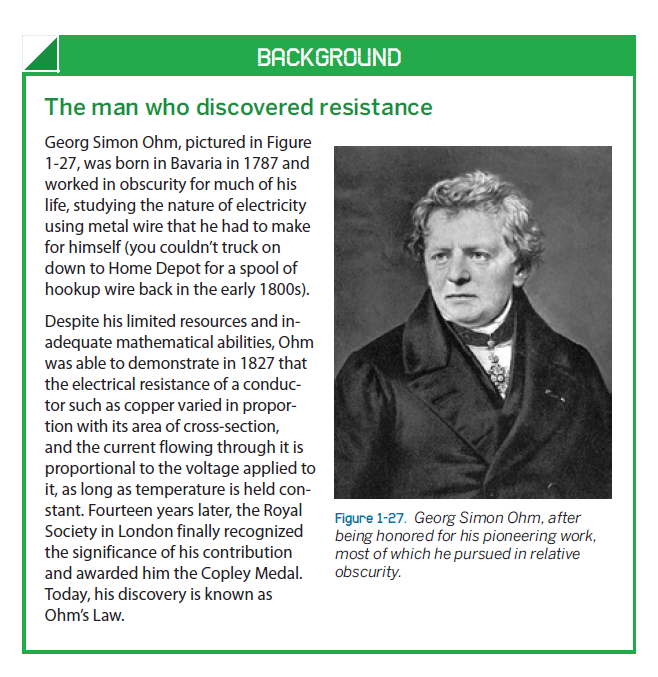 BACKGROUND
The man who discovered resistance
Georg Simon Ohm, pictured in Figure
1-27, was born in Bavaria in 1787 and
worked in obscurity for much of his
life, studying the nature of electricity
using metal wire that he had to make
for himself (you couldn’t truck on
down to Home Depot for a spool of
hookup wire back in the early 1800s).
Despite his limited resources and in-
adequate mathematical abilities, Ohm
was able to demonstrate in 1827 that
the electrical resistance of a conduc-
tor such as copper varied in propor-
tion with its area of cross-section,
and the current flowing through it is
proportional to the voltage applied to
it, as long as temperature is held con-
stant. Fourteen years later, the Royal
Society in London finally recognized
the significance of his contribution
and awarded him the Copley Medal.
Today, his discovery is known as
Ohm’s Law.
Figure 1-27. Georg Simon Ohm, after
being honored for his pioneering work,
most of which he pursued in relative
obscurity.